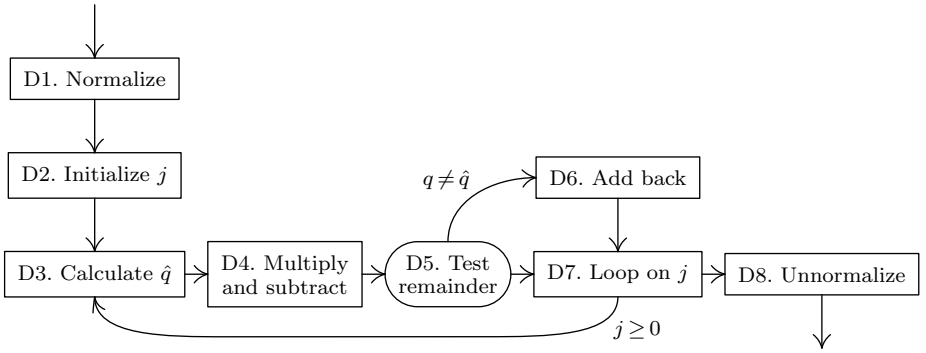 D1. Normalize
D2. Initialize j
q ≠ q̂
D6. Add back
D3. Calculate q̂
D4. Multiply
and subtract
D5. Test
remainder
D7. Loop on j
D8. Unnormalize
j ≥ 0